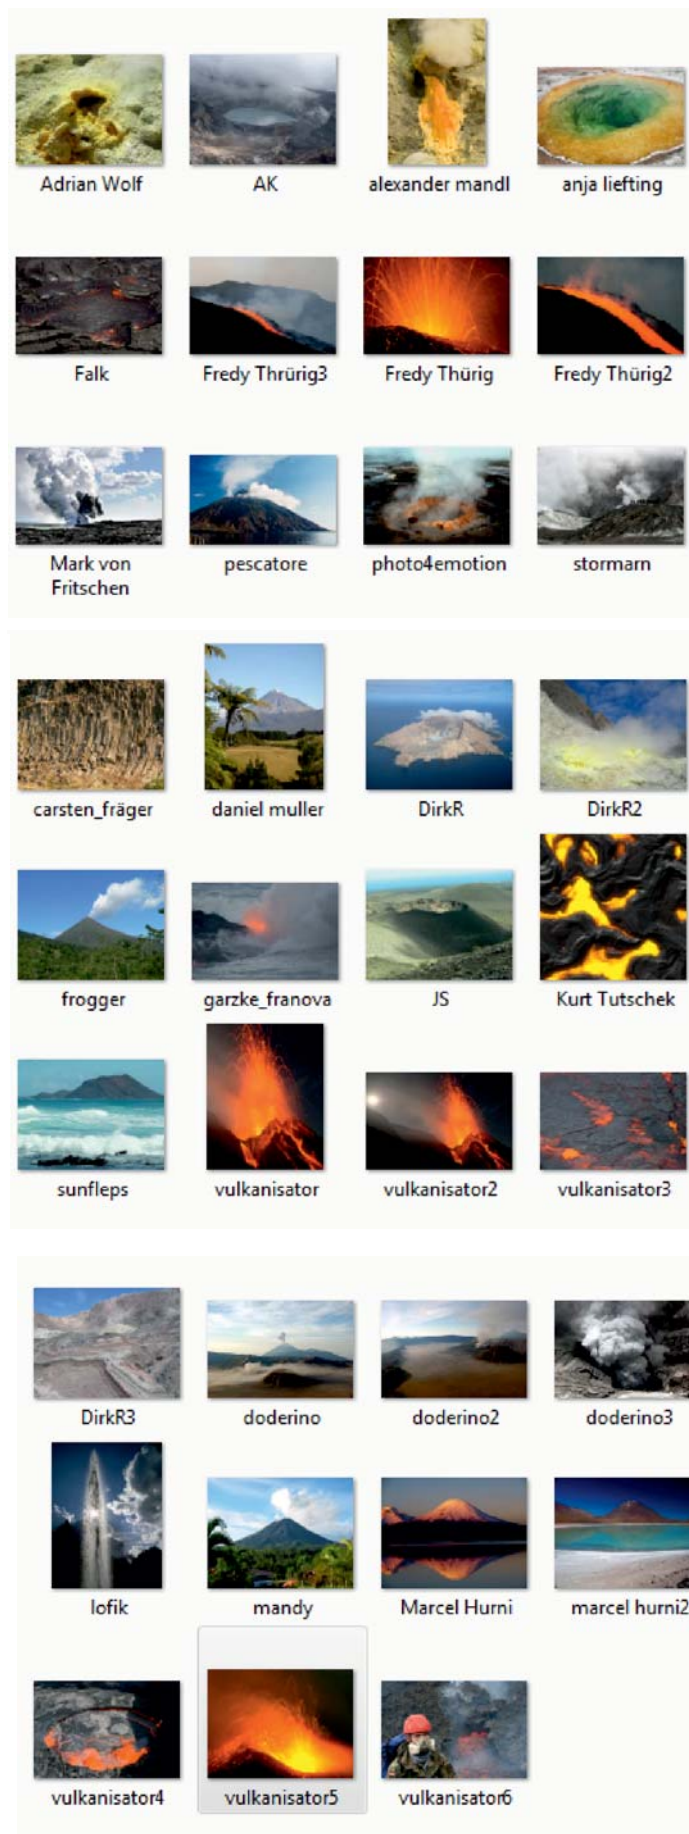 Adrian Wolf
AK
alexander mandl
anja liefting
Falk
Fredy Thrürig3
Fredy Thürig
Fredy Thürig2
Mark von
Fritschen
pescatore
photo4emotion
stormarn
carsten_fräger
daniel muller
DirkR
DirkR2
frogger
garzke_franova
JS
Kurt Tutschek
sunfleps
vulkanisator
vulkanisator2
vulkanisator3
DirkR3
doderino
doderino2
doderino3
lofik
mandy
Marcel Hurni
marcel hurni2
vulkanisator4
vulkanisator5
vulkanisator6